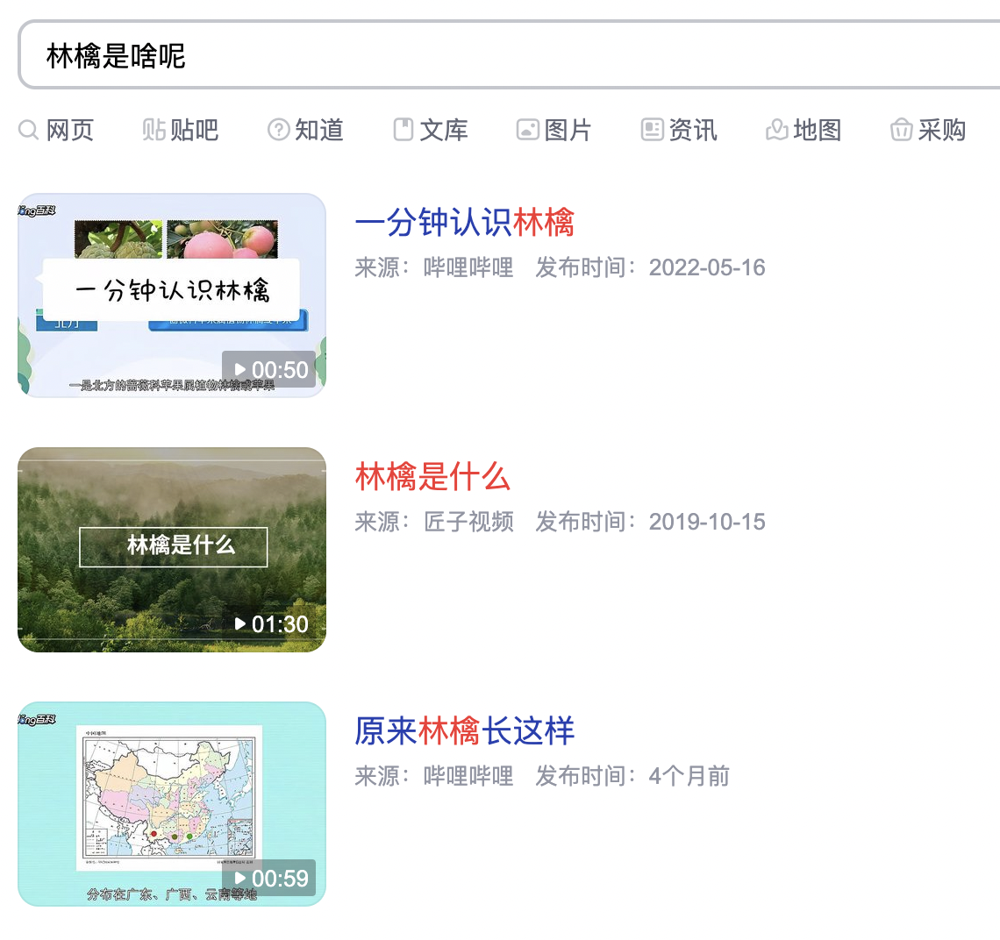 林檎是啥呢
网页 贴吧 知道 文库 图片 资讯 地图 采购
百科
一分钟认识林檎
北方
00:50
一是北方的蔷薇科苹果属植物林檎或苹果
一分钟认识林檎
来源：哔哩哔哩 发布时间：2022-05-16
林檎是什么
01:30
林檎是什么
来源：匠子视频 发布时间：2019-10-15
百科
中国地图
00:59
分布在广东、广西、云南等地
原来林檎长这样
来源：哔哩哔哩 发布时间：4个月前